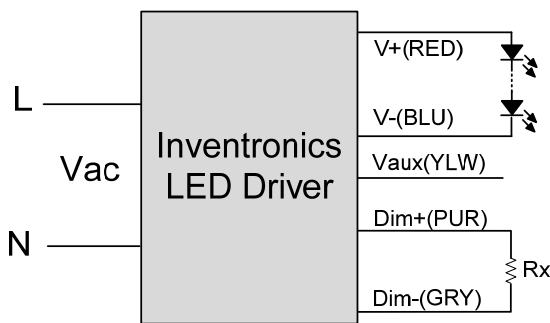 L
Vac
N
Inventronics
LED Driver
V+(RED)
V-(BLU)
Vaux(YLW)
Dim+(PUR)
Rx
Dim-(GRY)